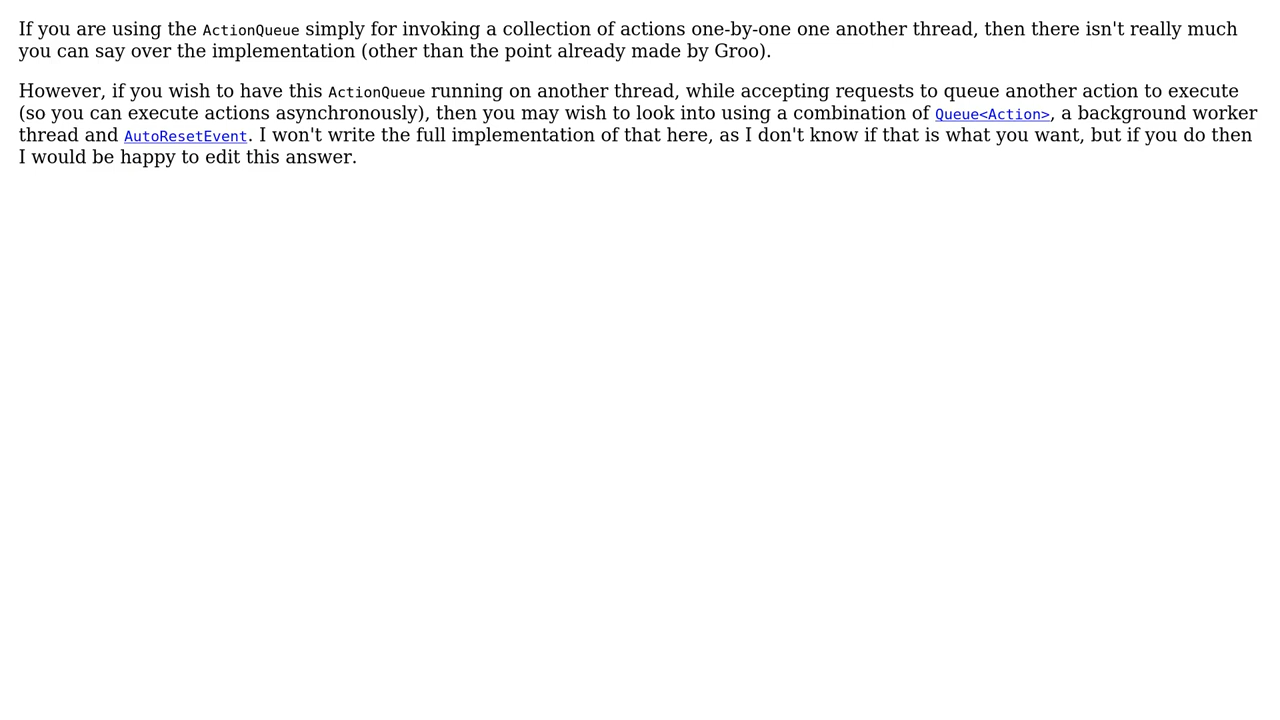 If you are using the ActionQueue simply for invoking a collection of actions one-by-one one another thread, then there isn't really much
you can say over the implementation (other than the point already made by Groo).
However, if you wish to have this ActionQueue running on another thread, while accepting requests to queue another action to execute
(so you can execute actions asynchronously), then you may wish to look into using a combination of Queue<Action>, a background worker
thread and AutoResetEvent. I won't write the full implementation of that here, as I don't know if that is what you want, but if you do then
I would be happy to edit this answer.